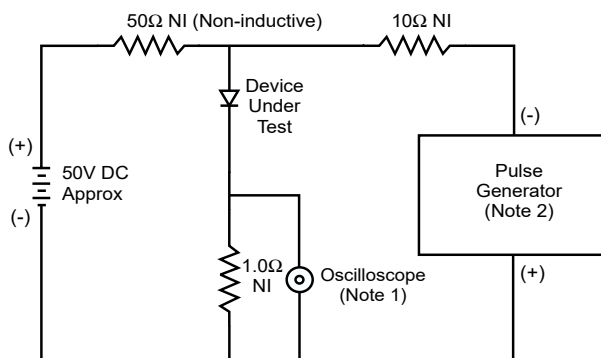 50Ω NI (Non-inductive)
10Ω NI
Device
Under
Test
(+)
50V DC
Approx
(-)
(-)
Pulse
Generator
(Note 2)
(+)
1.0Ω
NI
Oscilloscope
(Note 1)